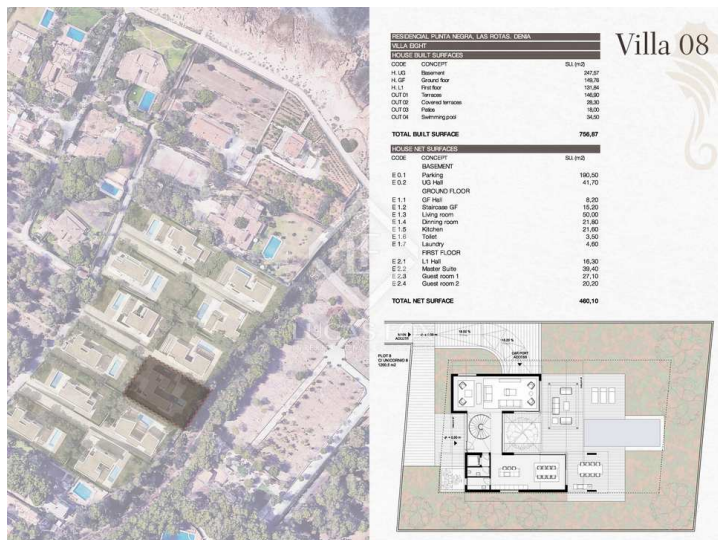 Villa 08
RESIDENCIAL PUNTA NEGRA, LAS ROTAS. DENIA
VILLA EIGHT
HOUSE BUILT SURFACES
CODE CONCEPT SU. (m2)
H. UG Basement 247,87
H. GF Ground floor 149,76
H. L1 First floor 131,84
OUT 01 Terraces 146,90
OUT 02 Covered terraces 28,30
OUT 03 Patios 16,00
OUT 04 Swimming pool 34,50
TOTAL BUILT SURFACE 756,87
HOUSE NET SURFACES
CODE CONCEPT SU. (m2)
BASEMENT
E 0.1 Parking 190,50
E 0.2 UG Hall 41,70
GROUND FLOOR
E 1.1 GF Hall 8,20
E 1.2 Staircase GF 15,20
E 1.3 Living room 50,00
E 1.4 Dinning room 21,80
E 1.5 Kitchen 21,60
E 1.6 Toilet 3,50
E 1.7 Laundry 4,60
FIRST FLOOR
E 2.1 L1 Hall 16,30
E 2.2 Master Suite 39,40
E 2.3 Guest room 1 27,10
E 2.4 Guest room 2 20,20
TOTAL NET SURFACE 460,10
PLOT 8
CARPORT
ACCESS